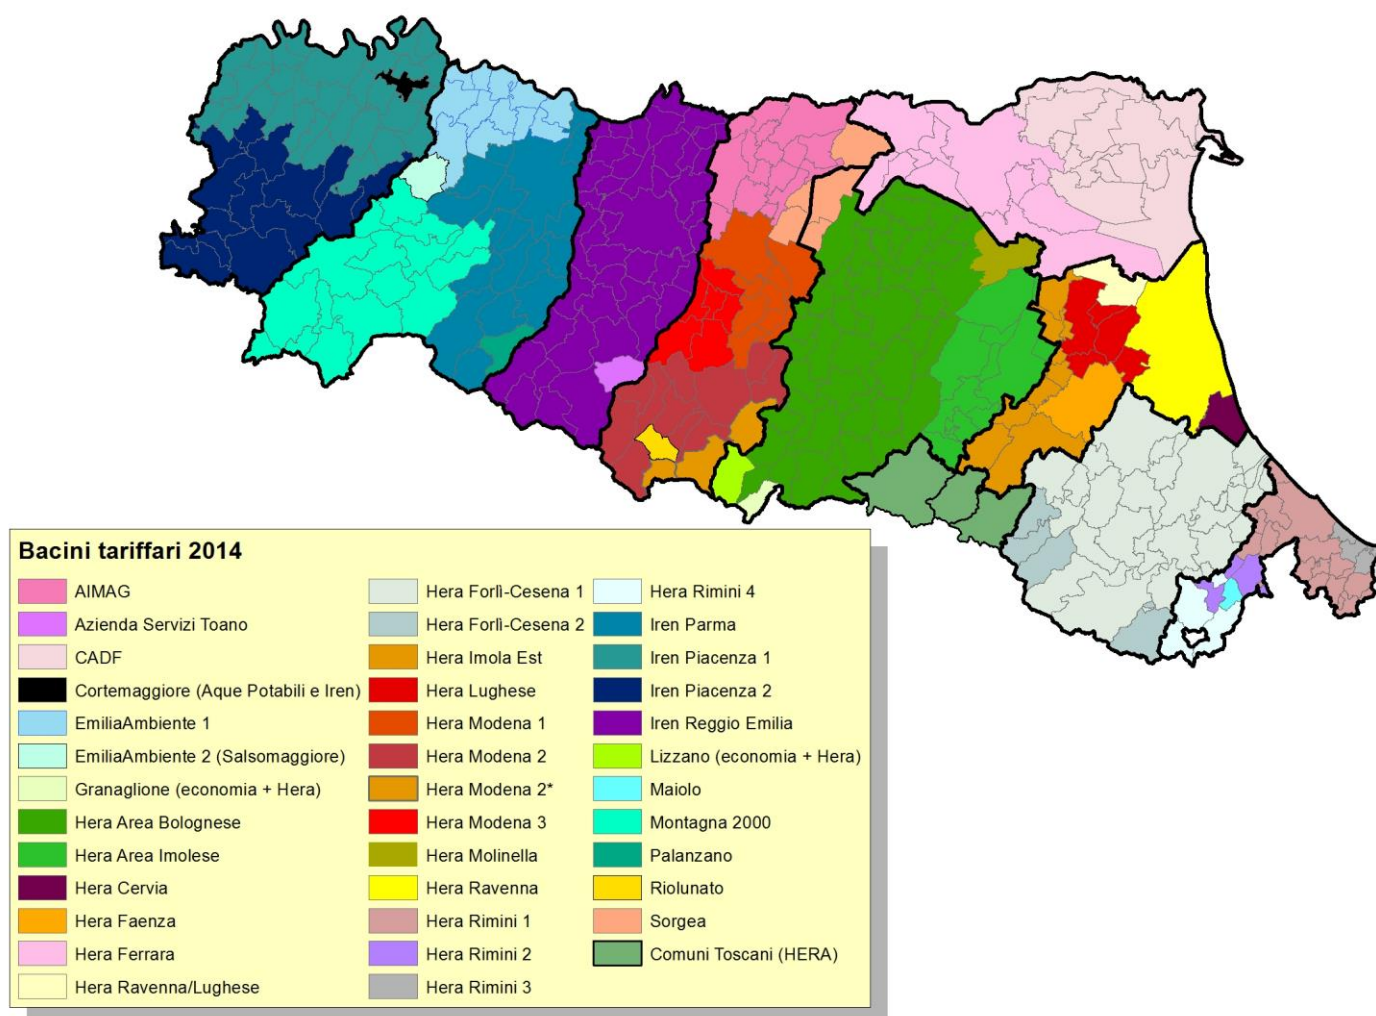 Bacini tariffari 2014
AIMAG
Azienda Servizi Toano
CADF
Cortemaggiore (Aque Potabili e Iren)
EmiliaAmbiente 1
EmiliaAmbiente 2 (Salsomaggiore)
Granaglione (economia + Hera)
Hera Area Bolognese
Hera Area Imolese
Hera Cervia
Hera Faenza
Hera Ferrara
Hera Ravenna/Lughese
Hera Forlì-Cesena 1
Hera Forlì-Cesena 2
Hera Imola Est
Hera Lughese
Hera Modena 1
Hera Modena 2
Hera Modena 2*
Hera Modena 3
Hera Molinella
Hera Ravenna
Hera Rimini 1
Hera Rimini 2
Hera Rimini 3
Hera Rimini 4
Iren Parma
Iren Piacenza 1
Iren Piacenza 2
Iren Reggio Emilia
Lizzano (economia + Hera)
Maiolo
Montagna 2000
Palanzano
Riolunato
Sorgea
Comuni Toscani (HERA)